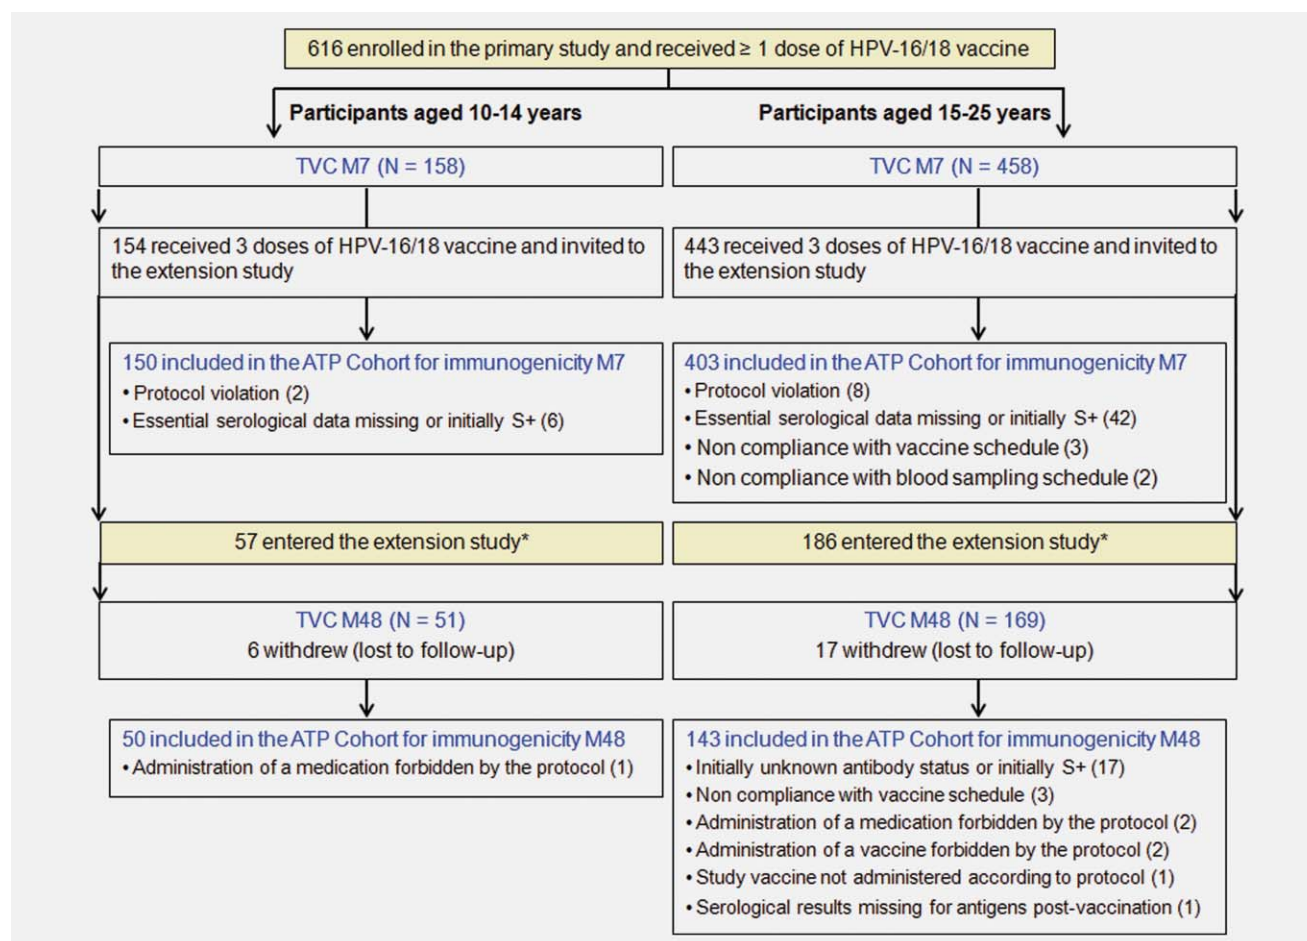 616 enrolled in the primary study and received ≥ 1 dose of HPV-16/18 vaccine
Participants aged 10-14 years
Participants aged 15-25 years
TVC M7 (N = 158)
TVC M7 (N = 458)
154 received 3 doses of HPV-16/18 vaccine and invited to
the extension study
443 received 3 doses of HPV-16/18 vaccine and invited to
the extension study
150 included in the ATP Cohort for immunogenicity M7
• Protocol violation (2)
• Essential serological data missing or initially S+ (6)
403 included in the ATP Cohort for immunogenicity M7
• Protocol violation (8)
• Essential serological data missing or initially S+ (42)
• Non compliance with vaccine schedule (3)
• Non compliance with blood sampling schedule (2)
57 entered the extension study*
186 entered the extension study*
TVC M48 (N = 51)
6 withdrew (lost to follow-up)
TVC M48 (N = 169)
17 withdrew (lost to follow-up)
50 included in the ATP Cohort for immunogenicity M48
• Administration of a medication forbidden by the protocol (1)
143 included in the ATP Cohort for immunogenicity M48
• Initially unknown antibody status or initially S+ (17)
• Non compliance with vaccine schedule (3)
• Administration of a medication forbidden by the protocol (2)
• Administration of a vaccine forbidden by the protocol (2)
• Study vaccine not administered according to protocol (1)
• Serological results missing for antigens post-vaccination (1)